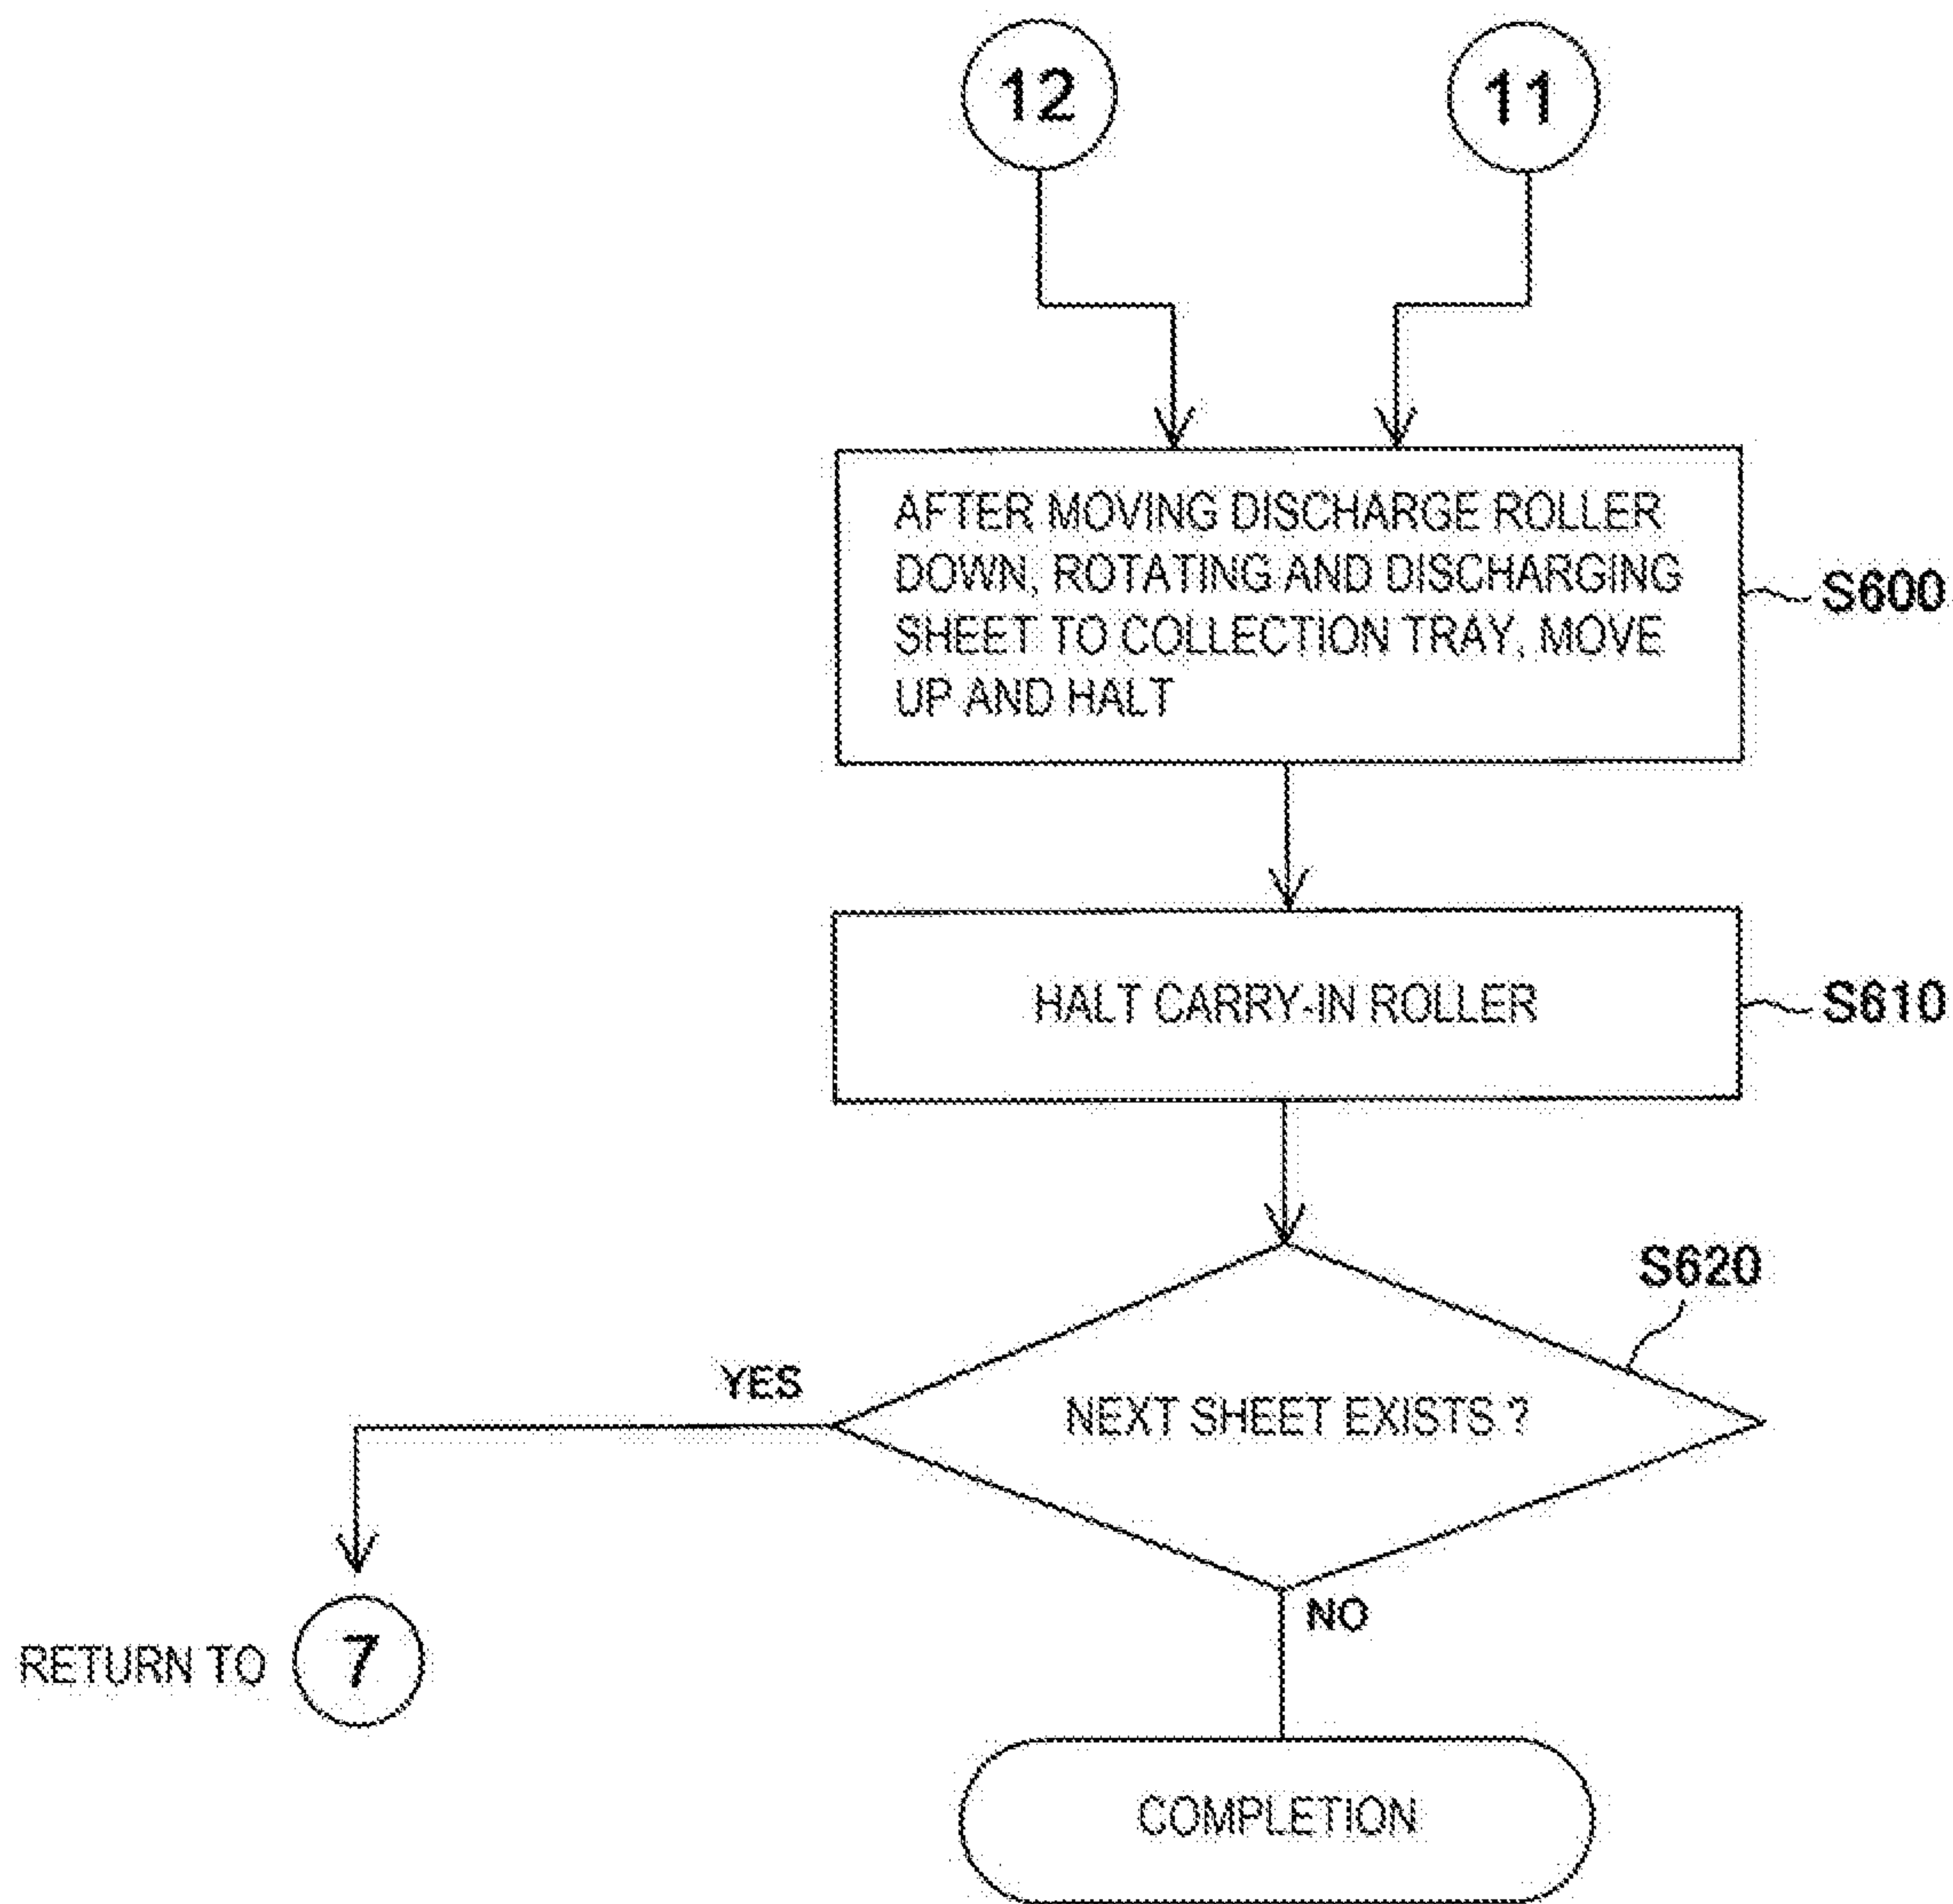 12
11
AFTER MOVING DISCHARGE ROLLER
DOWN, ROTATING AND DISCHARGING
SHEET TO COLLECTION TRAY, MOVE
UP AND HALT
S600
HALT CARRY-IN ROLLER
S610
S620
YES
NEXT SHEET EXISTS ?
NO
RETURN TO 7
COMPLETION